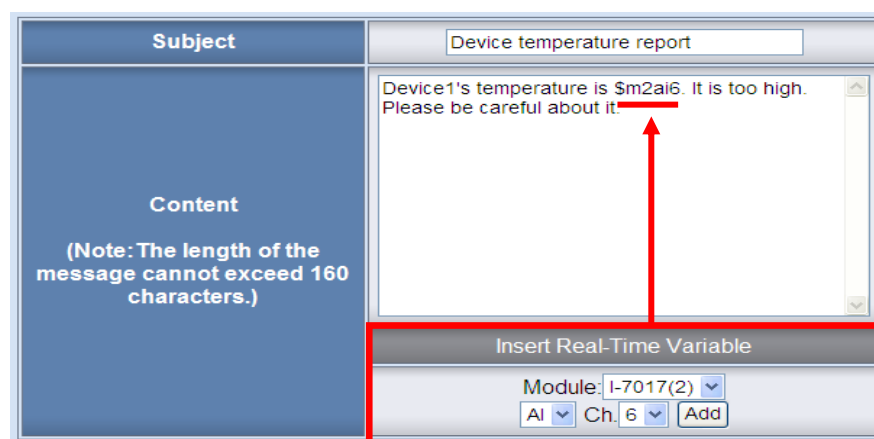 Subject
Device temperature report
Device1's temperature is $m2ai6. It is too high.
Please be careful about it.
Content
(Note:The length of the
message cannot exceed 160
characters.)
Insert Real-Time Variable
Module: I-7017(2)
AI Ch. 6 Add